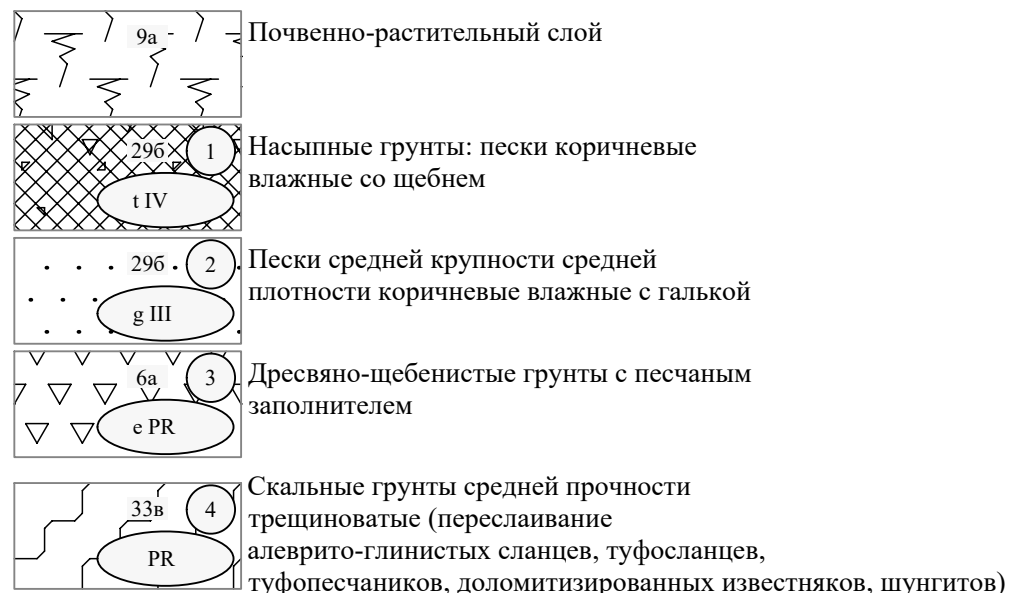 9а Почвенно-растительный слой
29б 1 Насыпные грунты: пески коричневые
t IV влажные со щебнем
29б 2 Пески средней крупности средней
g III плотности коричневые влажные с галькой
6а 3 Дресвяно-щебенистые грунты с песчаным
e PR заполнителем
Скальные грунты средней прочности
33в 4 трещиноватые (переслаивание
PR алеврито-глинистых сланцев, туфосланцев,
туфопесчаников, доломитизированных известняков, шунгитов)